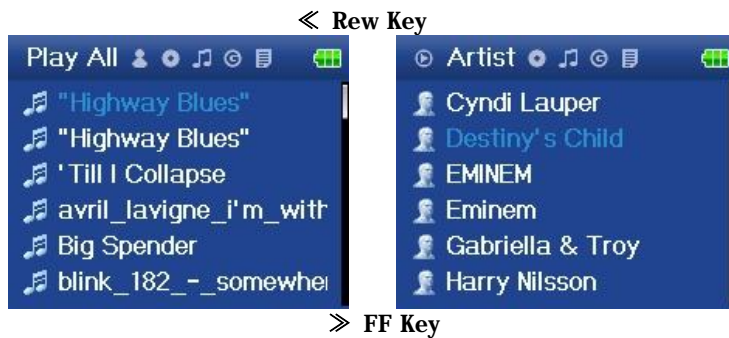 ≪ Rew Key
Play All
"Highway Blues"
"Highway Blues"
'Till I Collapse
avril_lavigne_i'm_with
Big Spender
blink_182_-_somewhe
Artist
Cyndi Lauper
Destiny's Child
EMINEM
Eminem
Gabriella & Troy
Harry Nilsson
≫ FF Key